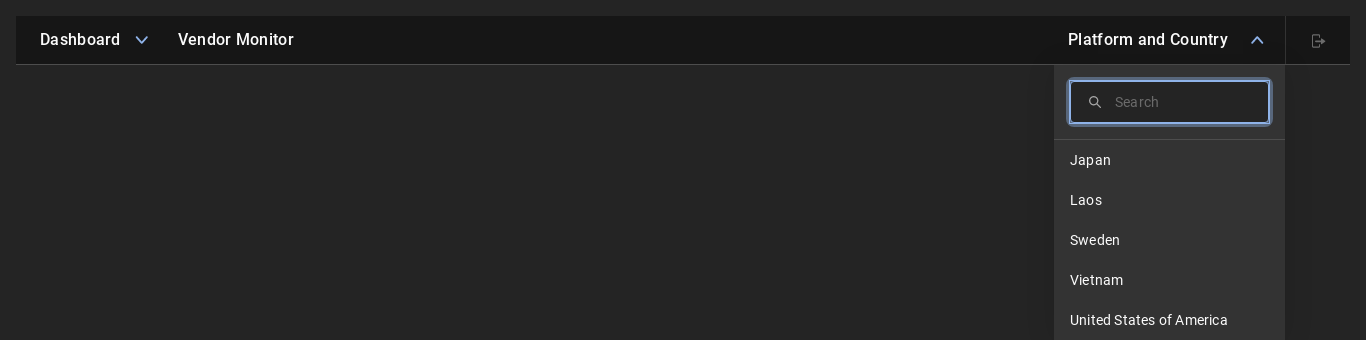 Dashboard Vendor Monitor Platform and Country
Search
Japan
Laos
Sweden
Vietnam
United States of America